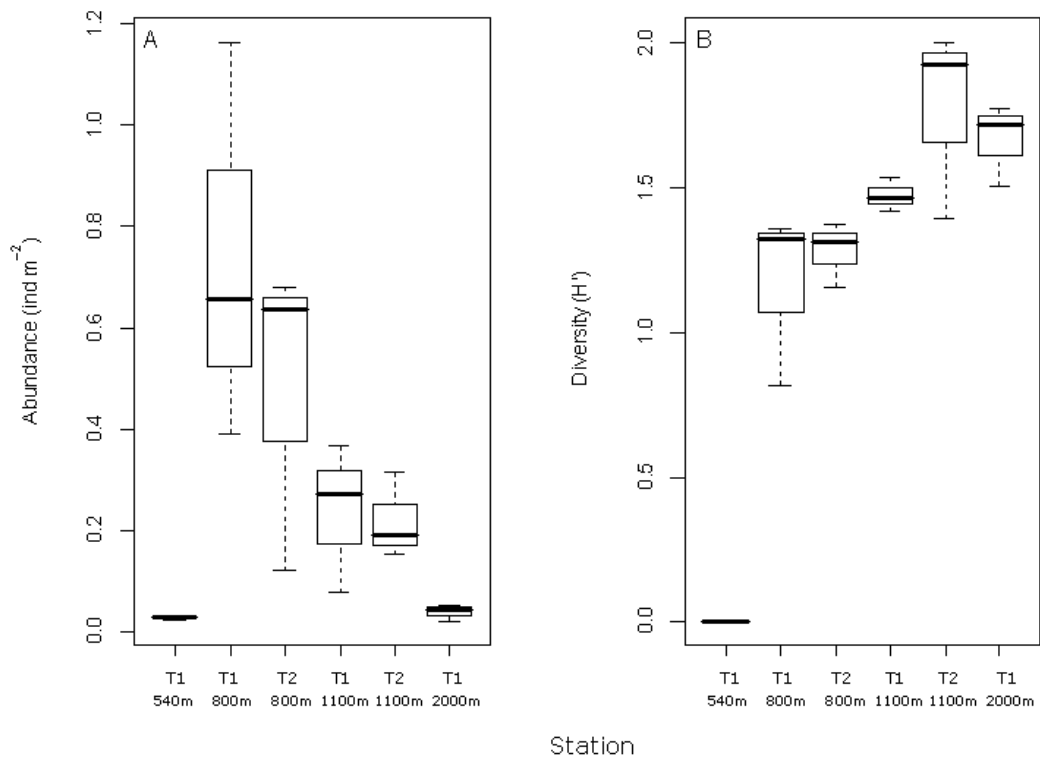 A
Abundance (ind m⁻²)
0.0 0.2 0.4 0.6 0.8 1.0 1.2
T1 T1 T2 T1 T2 T1
540m 800m 800m 1100m 1100m 2000m
B
Diversity (H')
0.0 0.5 1.0 1.5 2.0
T1 T1 T2 T1 T2 T1
540m 800m 800m 1100m 1100m 2000m
Station